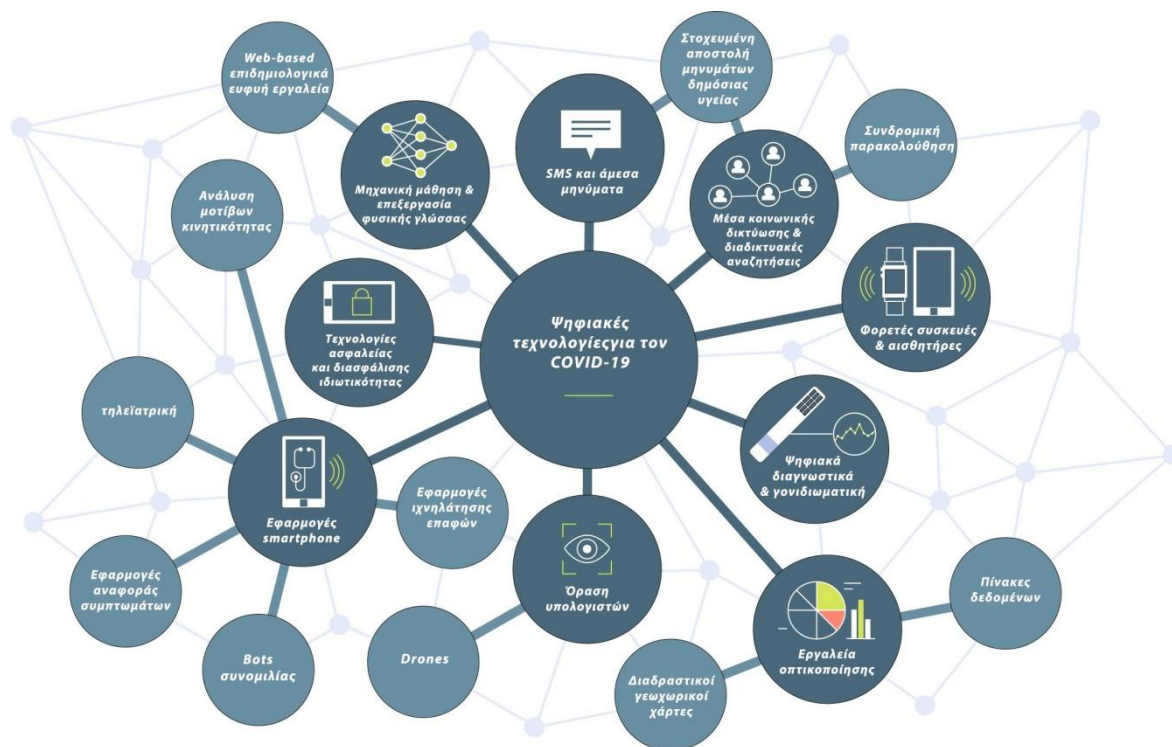 Web-based
επιδημιολογικά
ευφυή εργαλεία
Στοχευμένη
αποστολή
μηνυμάτων
δημόσιας
υγείας
Συνδρομική
παρακολούθηση
Μηχανική μάθηση &
επεξεργασία
φυσικής γλώσσας
SMS και άμεσα
μηνύματα
Μέσα κοινωνικής
δικτύωσης &
διαδικτυακές
αναζητήσεις
Ανάλυση
μοτίβων
κινητικότητας
Τεχνολογίες
ασφαλείας
και διασφάλισης
ιδιωτικότητας
Ψηφιακές
τεχνολογίεςγια τον
COVID-19
Φορετές συσκευές
& αισθητήρες
τηλεϊατρική
Ψηφιακά
διαγνωστικά
& γονιδιωματική
Εφαρμογές
smartphone
Εφαρμογές
ιχνηλάτησης
επαφών
Εφαρμογές
αναφοράς
συμπτωμάτων
Όραση
υπολογιστών
Πίνακες
δεδομένων
Bots
συνομιλίας
Drones
Διαδραστικοί
γεωχωρικοί
χάρτες
Εργαλεία
οπτικοποίησης